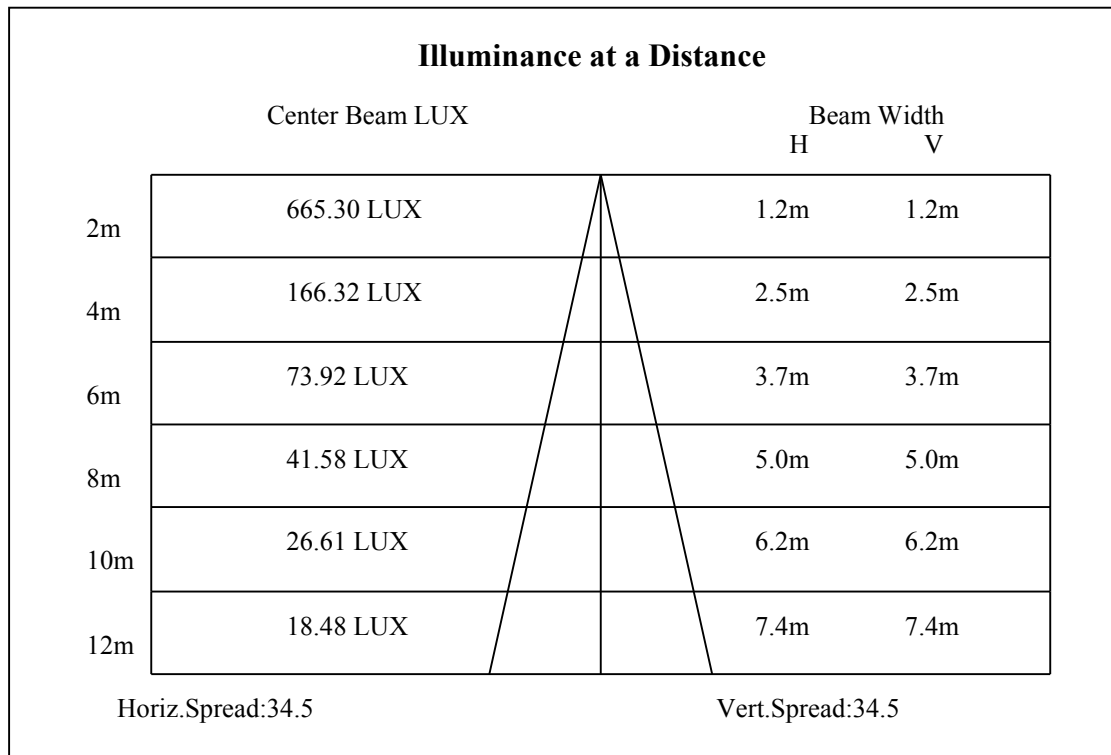 Illuminance at a Distance
Center Beam LUX Beam Width
H V
2m 665.30 LUX 1.2m 1.2m
4m 166.32 LUX 2.5m 2.5m
6m 73.92 LUX 3.7m 3.7m
8m 41.58 LUX 5.0m 5.0m
10m 26.61 LUX 6.2m 6.2m
12m 18.48 LUX 7.4m 7.4m
Horiz.Spread:34.5 Vert.Spread:34.5